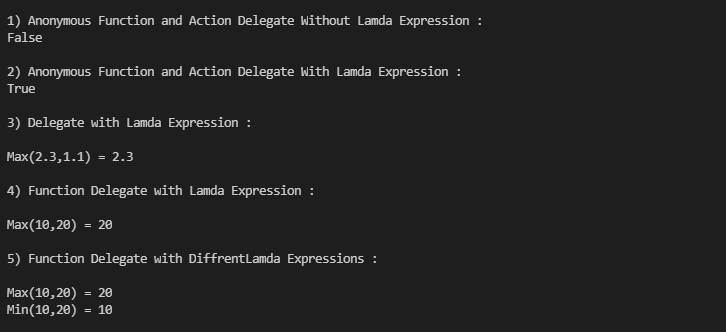 1) Anonymous Function and Action Delegate Without Lamda Expression :
False
2) Anonymous Function and Action Delegate With Lamda Expression :
True
3) Delegate with Lamda Expression :
Max(2.3,1.1) = 2.3
4) Function Delegate with Lamda Expression :
Max(10,20) = 20
5) Function Delegate with DiffrentLamda Expressions :
Max(10,20) = 20
Min(10,20) = 10